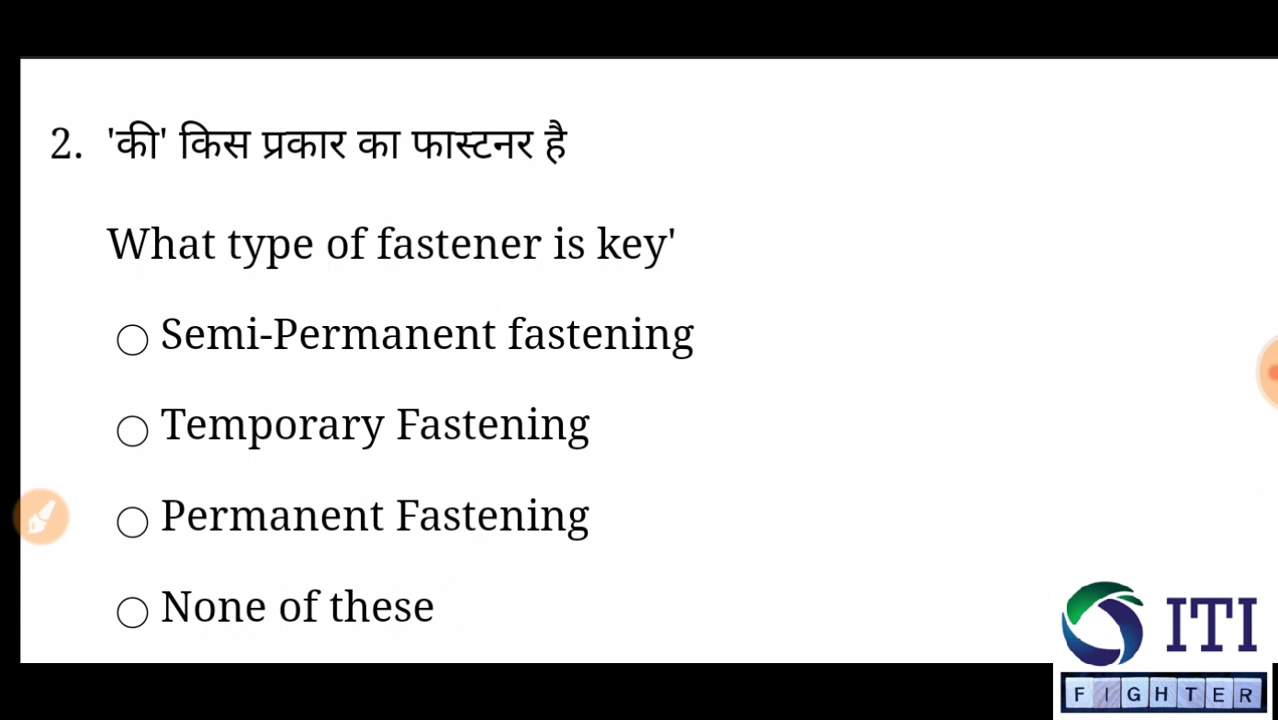 2. 'की' किस प्रकार का फास्टनर है
What type of fastener is key'
Semi-Permanent fastening
Temporary Fastening
Permanent Fastening
None of these
ITI
FIGHTER